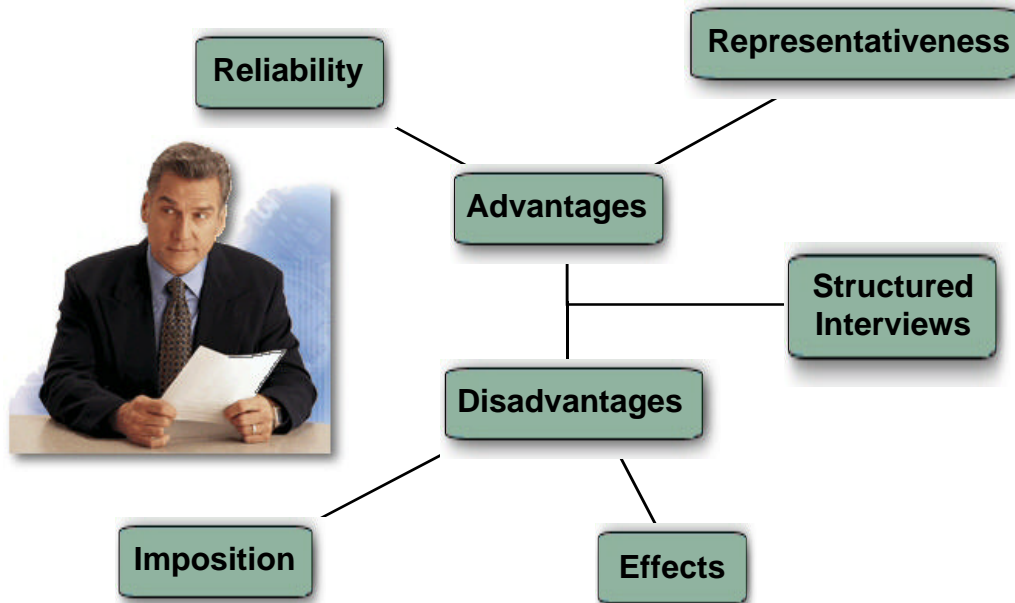 Representativeness
Reliability
Advantages
Structured
Interviews
Disadvantages
Imposition
Effects